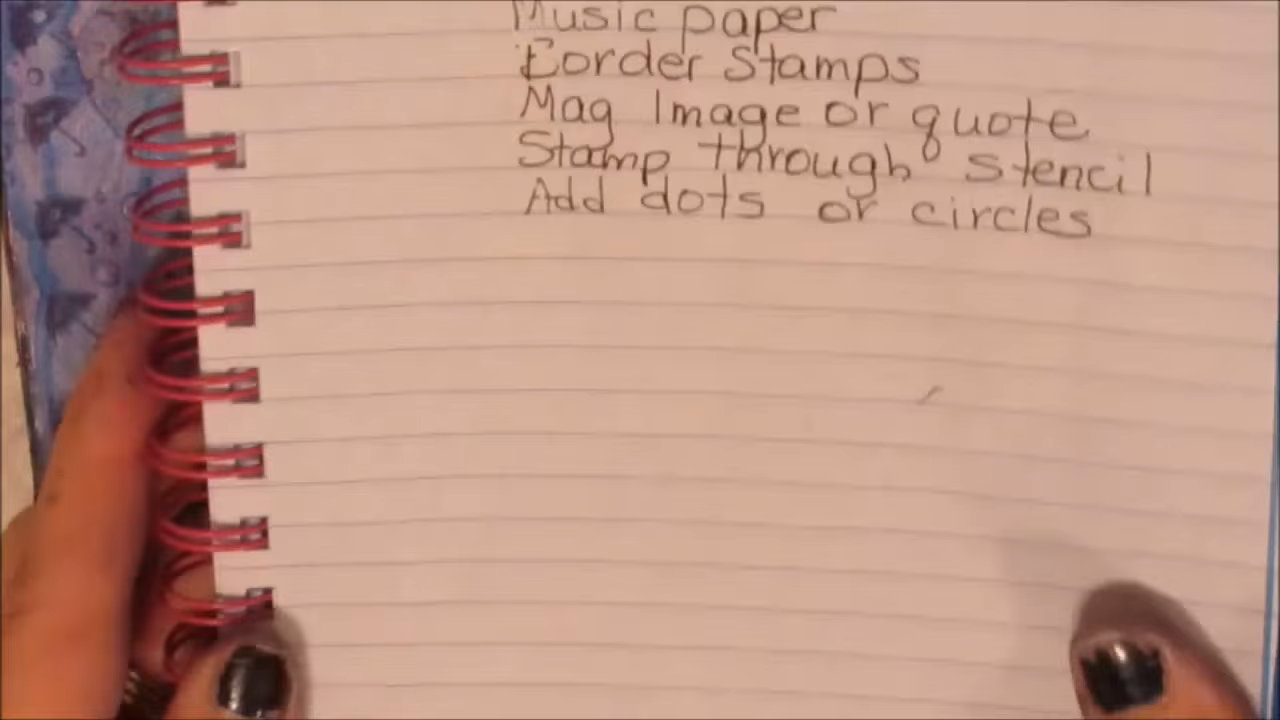 Music paper
Border Stamps
Mag Image or quote
Stamp through stencil
Add dots or circles